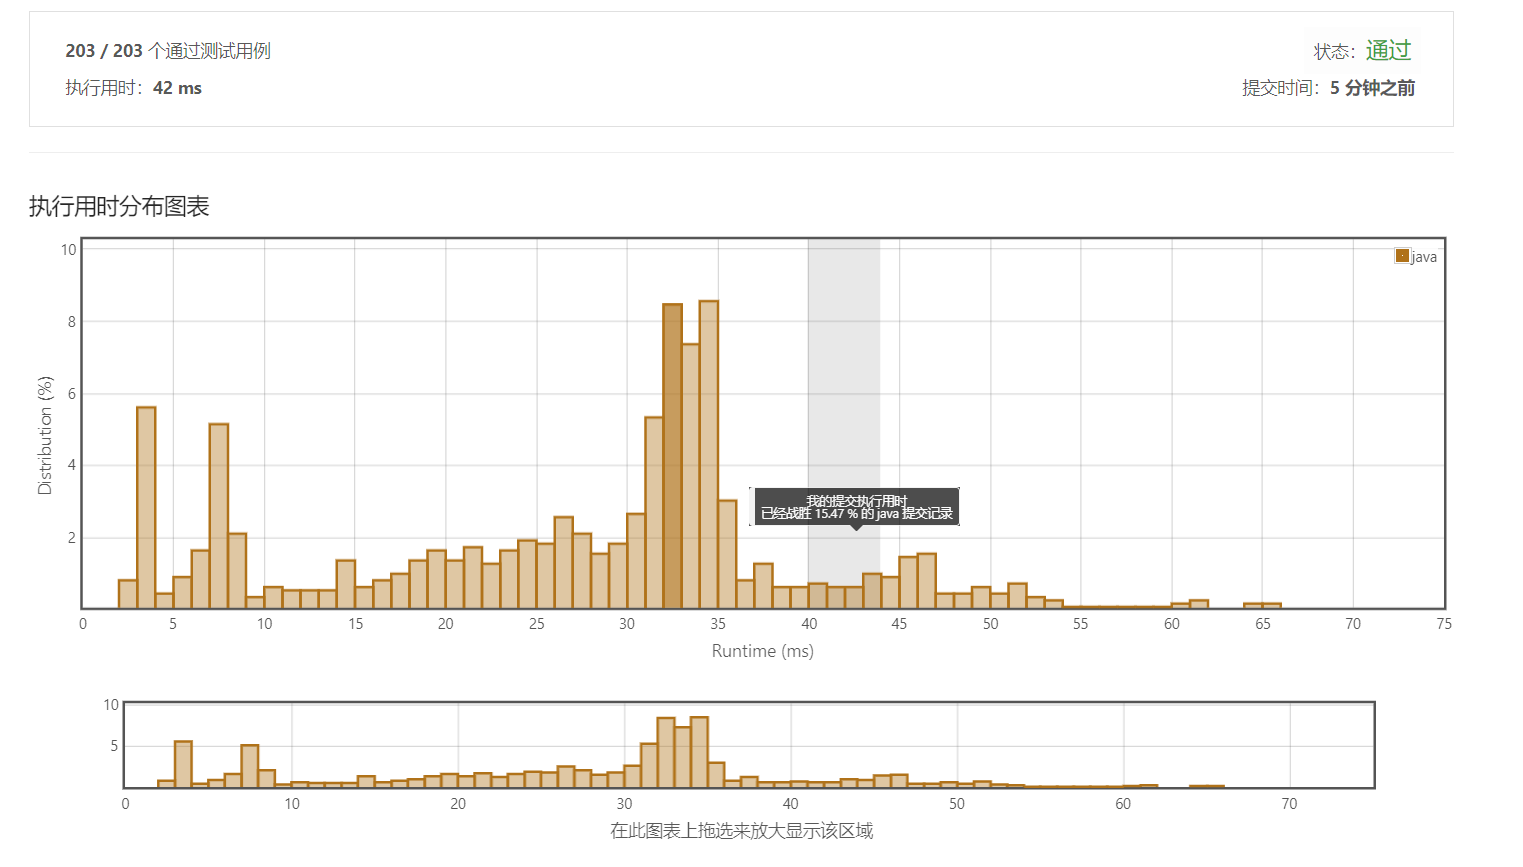 203 / 203 个通过测试用例
状态：通过
执行用时：42 ms
提交时间：5 分钟之前
执行用时分布图表
java
Distribution (%)
10
8
6
4
2
我的提交执行用时
已经战胜 15.47 % 的 java 提交记录
0 5 10 15 20 25 30 35 40 45 50 55 60 65 70 75
Runtime (ms)
10
5
0 10 20 30 40 50 60 70
在此图表上拖选来放大显示该区域